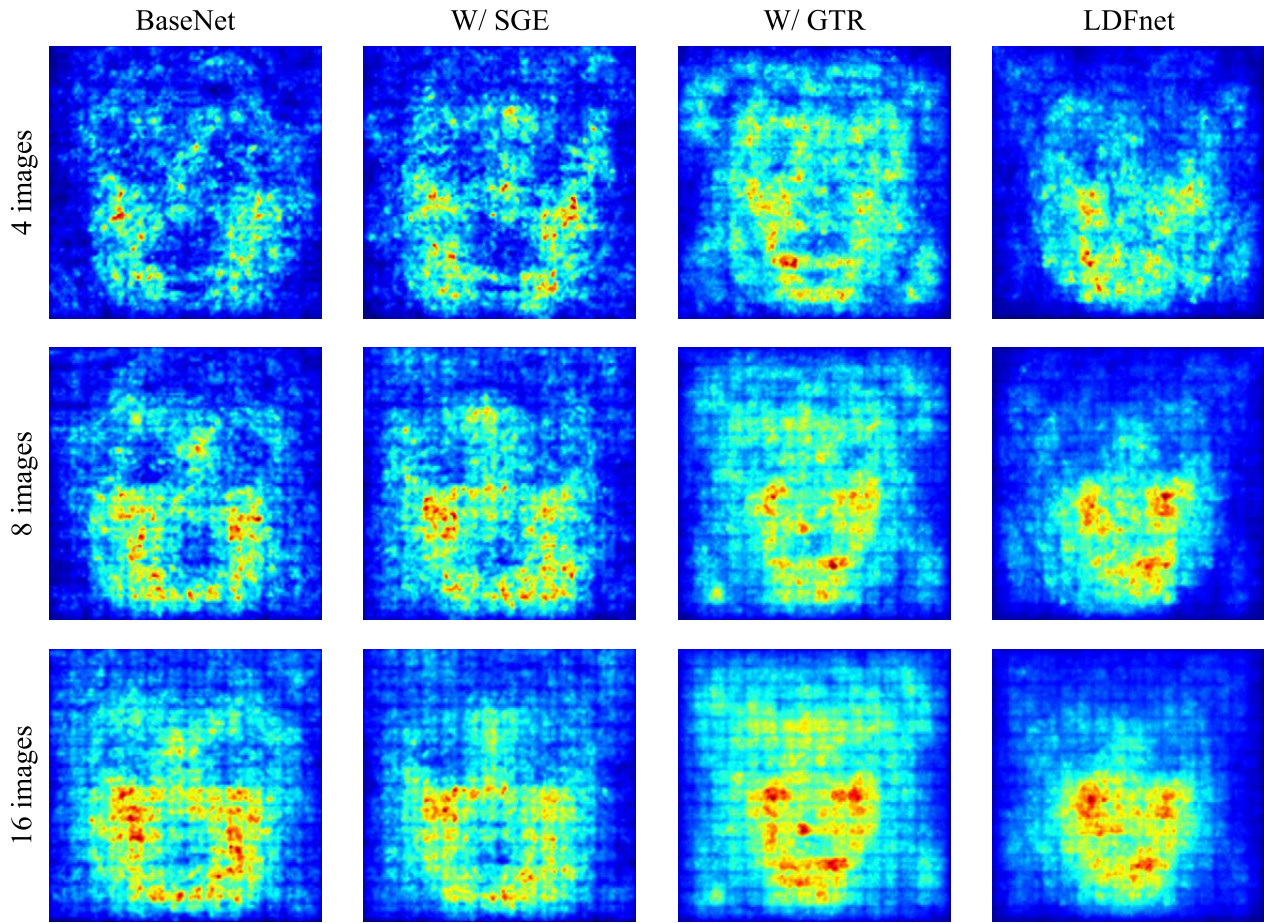 BaseNet
W/ SGE
W/ GTR
LDFnet
4 images
8 images
16 images